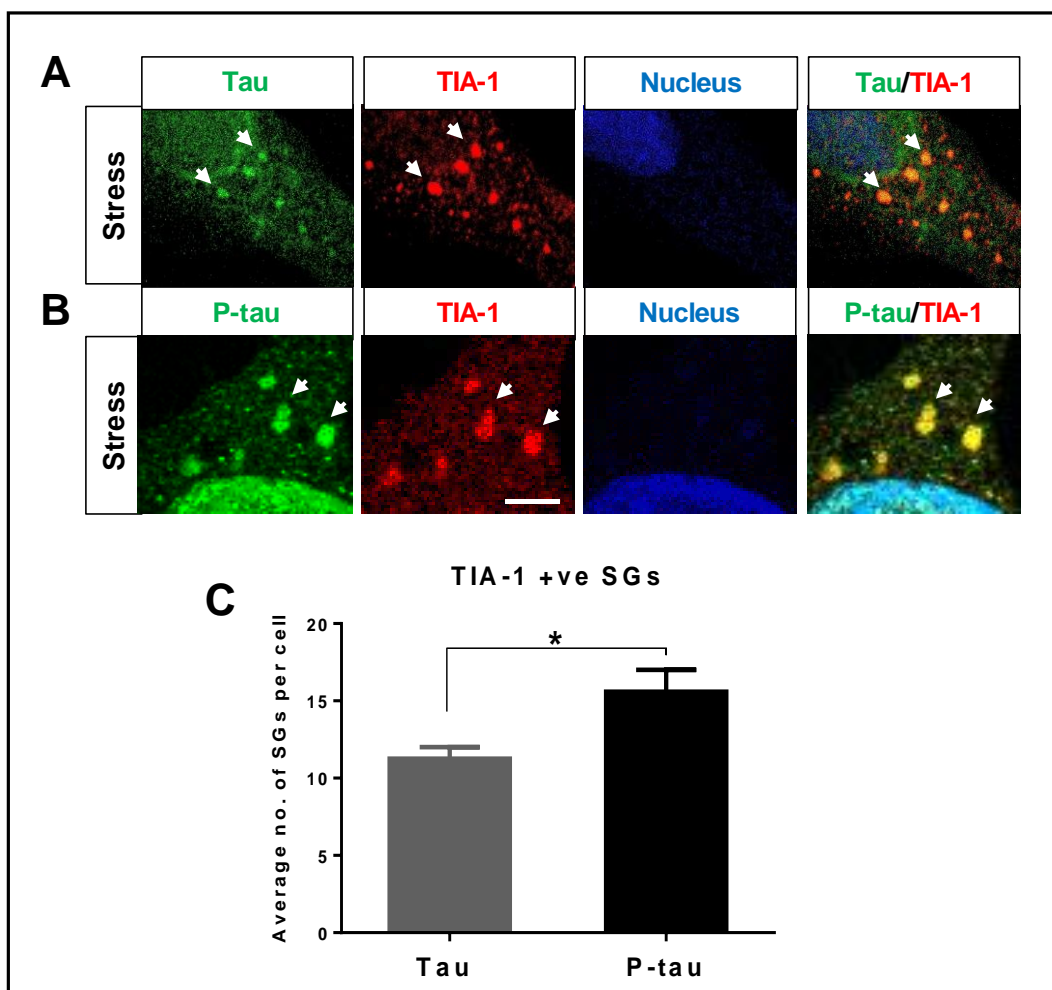 A
Tau TIA-1 Nucleus Tau/TIA-1
Stress
B
P-tau TIA-1 Nucleus P-tau/TIA-1
Stress
C
TIA-1 +ve SGs
Average no. of SGs per cell
20
*
15
10
5
0
Tau P-tau